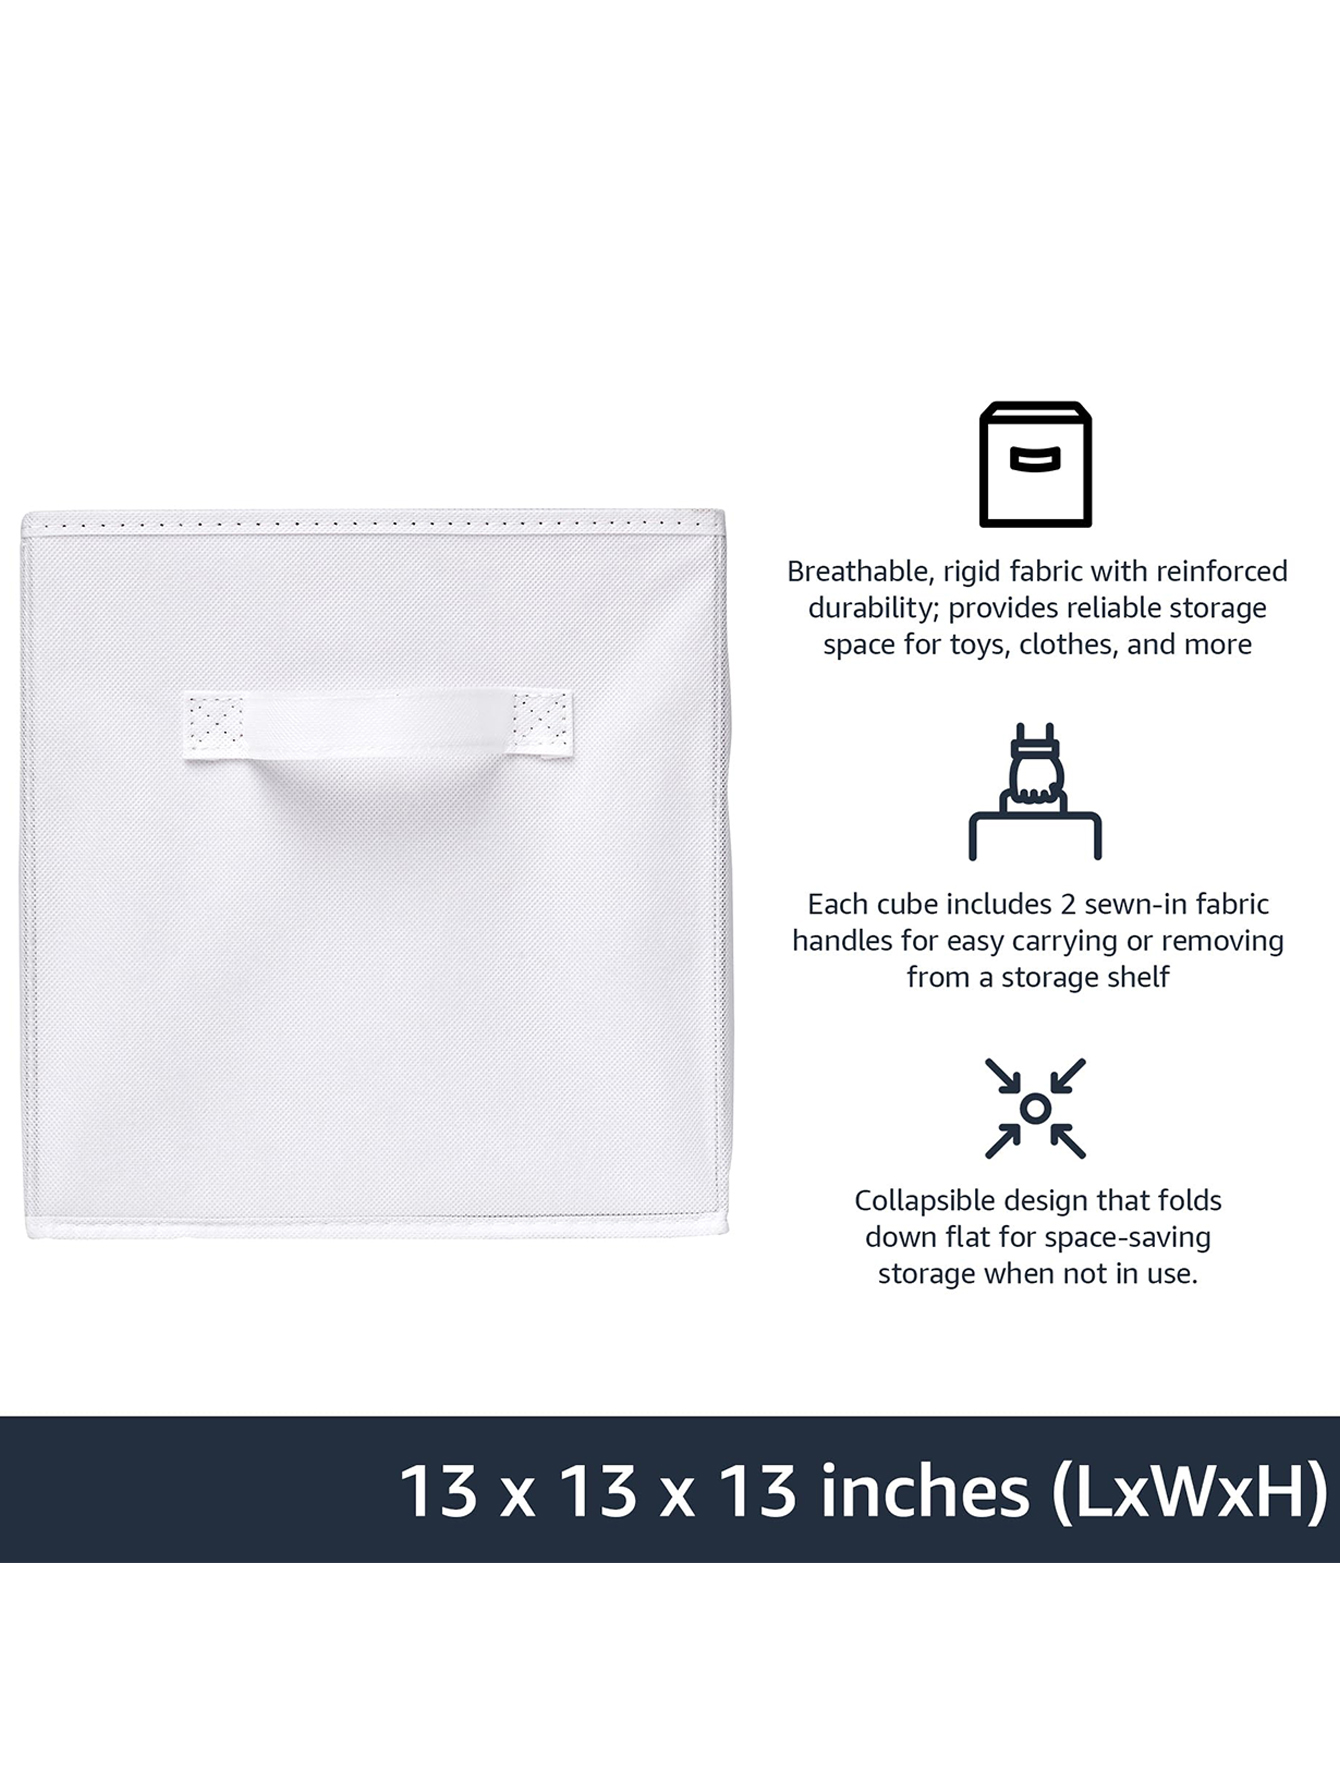 Breathable, rigid fabric with reinforced
durability; provides reliable storage
space for toys, clothes, and more
Each cube includes 2 sewn-in fabric
handles for easy carrying or removing
from a storage shelf
Collapsible design that folds
down flat for space-saving
storage when not in use.
13 x 13 x 13 inches (LxWxH)